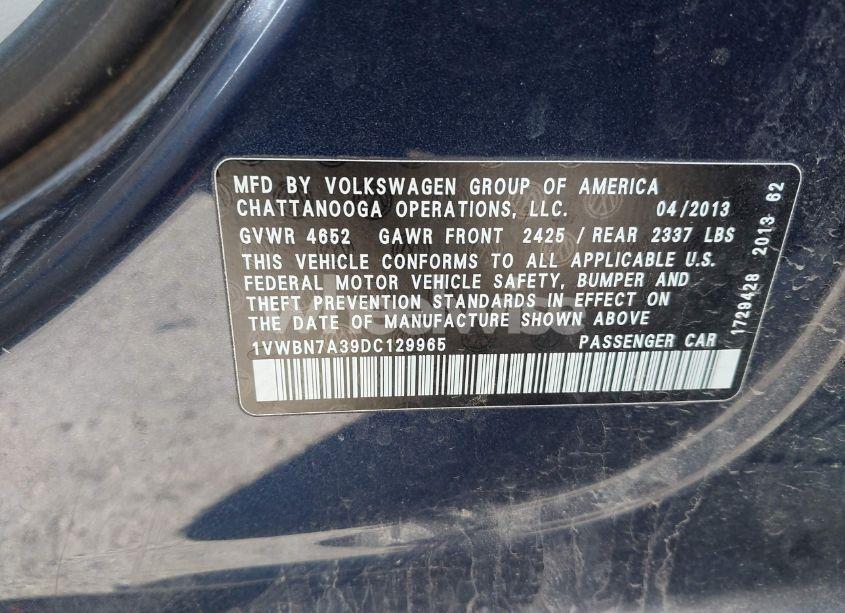 MFD BY VOLKSWAGEN GROUP OF AMERICA
CHATTANOOGA OPERATIONS, LLC. 04/2013
GVWR 4652 GAWR FRONT 2425 / REAR 2337 LBS
THIS VEHICLE CONFORMS TO ALL APPLICABLE U.S.
FEDERAL MOTOR VEHICLE SAFETY, BUMPER AND
THEFT PREVENTION STANDARDS IN EFFECT ON
THE DATE OF MANUFACTURE SHOWN ABOVE
1VWBN7A39DC129965 PASSENGER CAR
1729428 2013 62